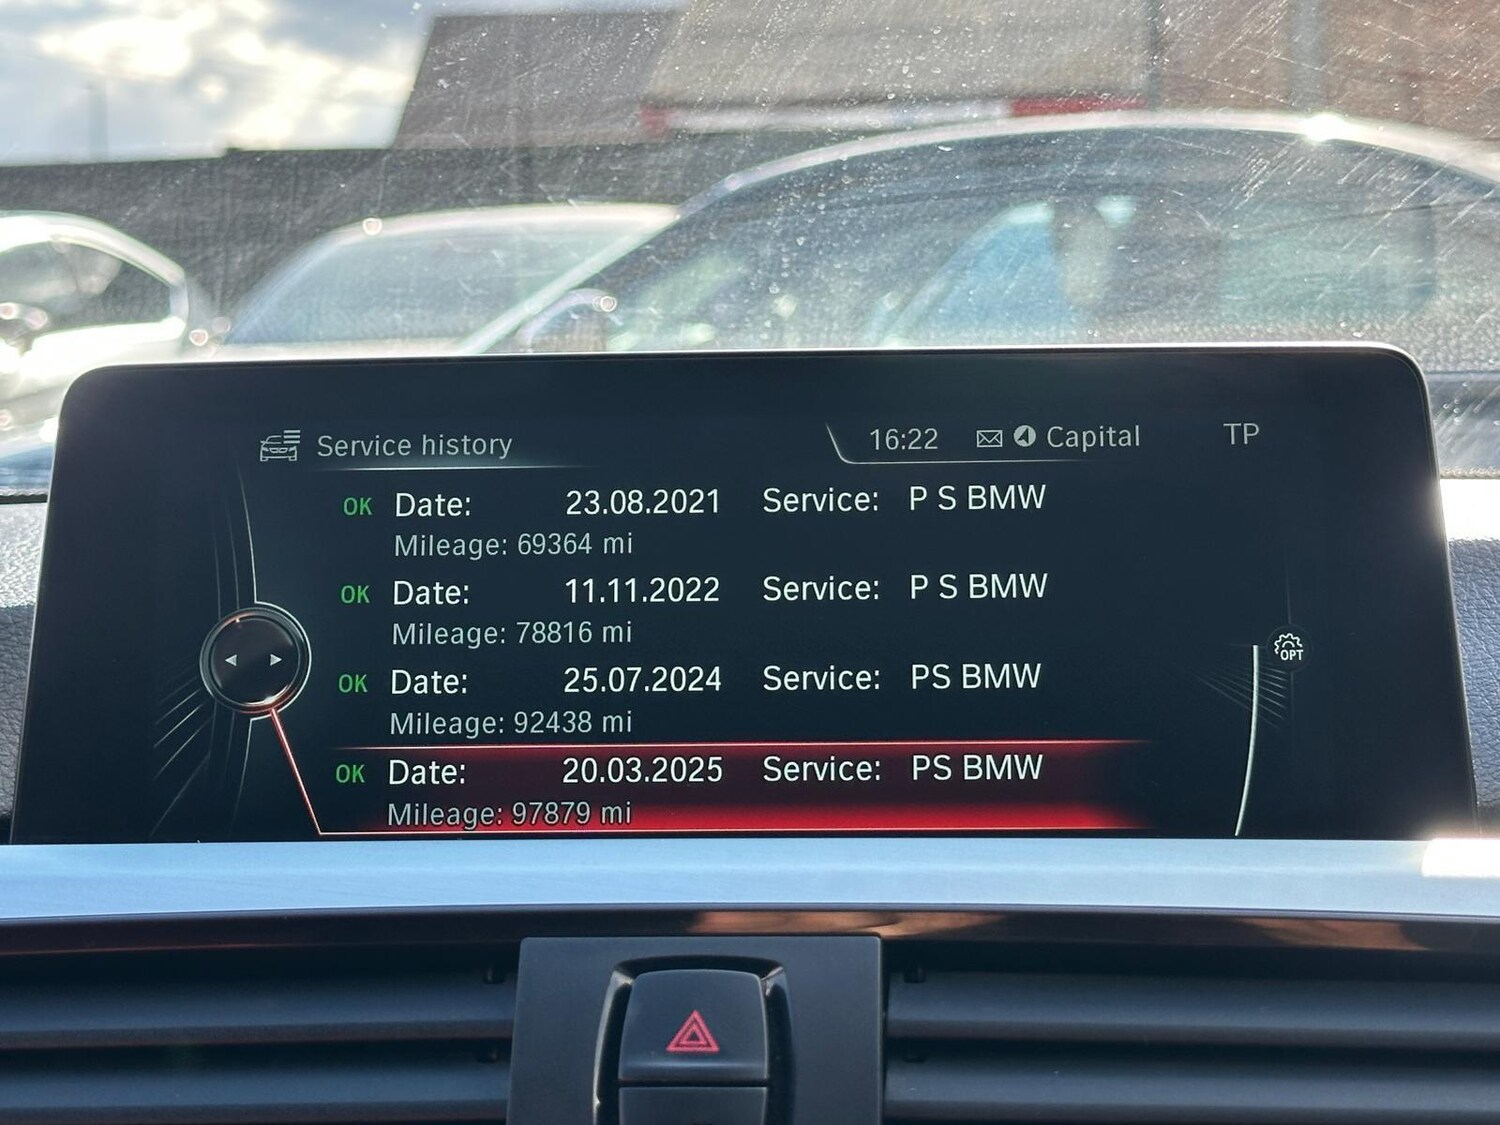 Service history
16:22 Capital TP
OK Date: 23.08.2021 Service: P S BMW
Mileage: 69364 mi
OK Date: 11.11.2022 Service: P S BMW
Mileage: 78816 mi
OK Date: 25.07.2024 Service: PS BMW
Mileage: 92438 mi
OK Date: 20.03.2025 Service: PS BMW
Mileage: 97879 mi
OPT